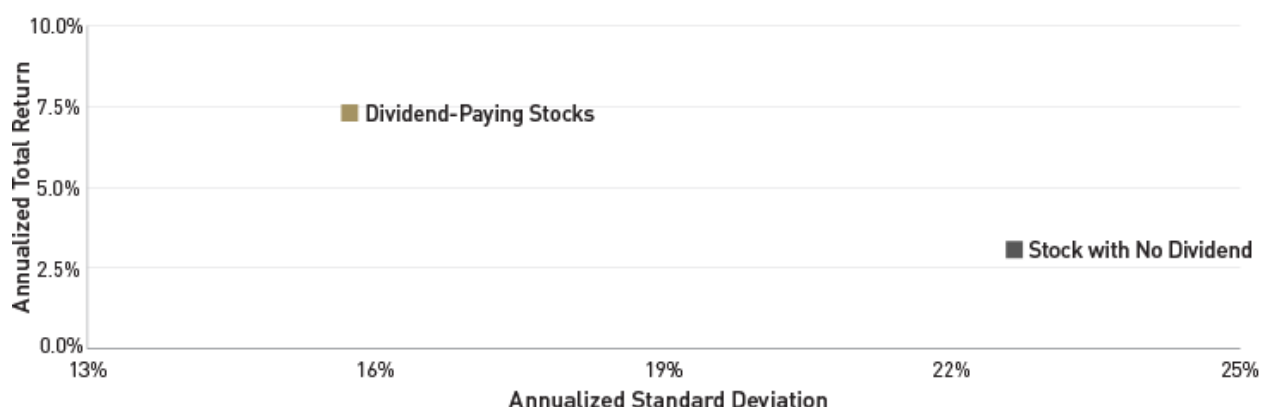 10.0%
7.5%
5.0%
2.5%
0.0%
Annualized Total Return
Dividend-Paying Stocks
Stock with No Dividend
13%
16%
19%
22%
25%
Annualized Standard Deviation